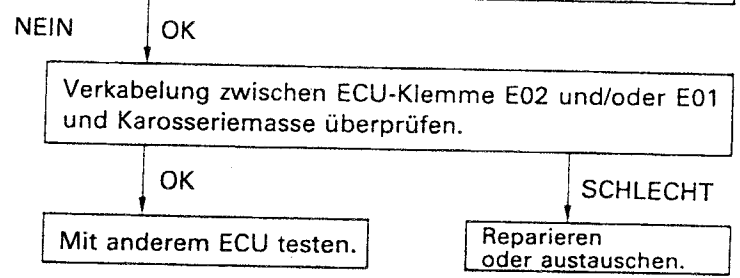 NEIN
OK
Verkabelung zwischen ECU-Klemme E02 und/oder E01
und Karosseriemasse überprüfen.
OK
SCHLECHT
Mit anderem ECU testen.
Reparieren
oder austauschen.